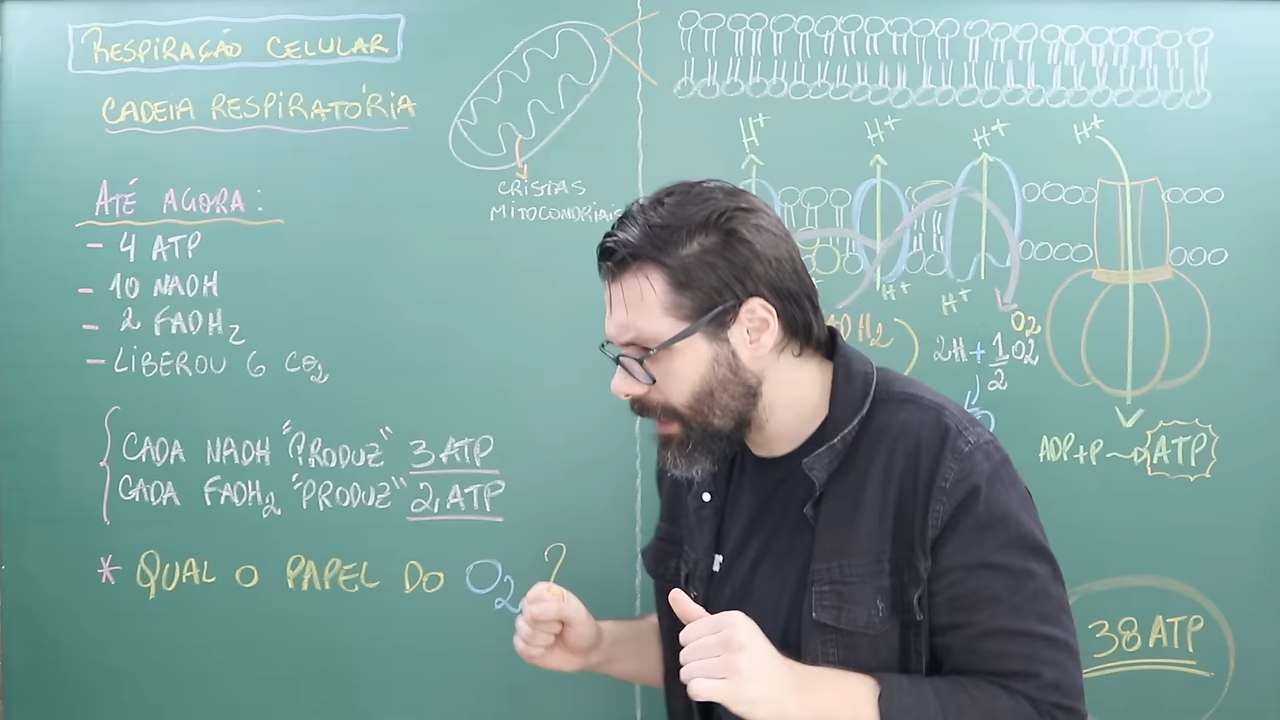 RESPIRAÇÃO CELULAR
CADEIA RESPIRATÓRIA
ATÉ AGORA:
- 4 ATP
- 10 NADH
- 2 FADH₂
- LIBEROU 6 CO₂
CADA NADH "PRODUZ" 3 ATP
CADA FADH₂ "PRODUZ" 2 ATP
* QUAL O PAPEL DO O₂ ?
CRISTAS
MITOCONDRIAIS
H⁺ H⁺ H⁺ H⁺
H⁺ H⁺
O₂
2H + 1/2 O₂
ADP+P → ATP
38 ATP